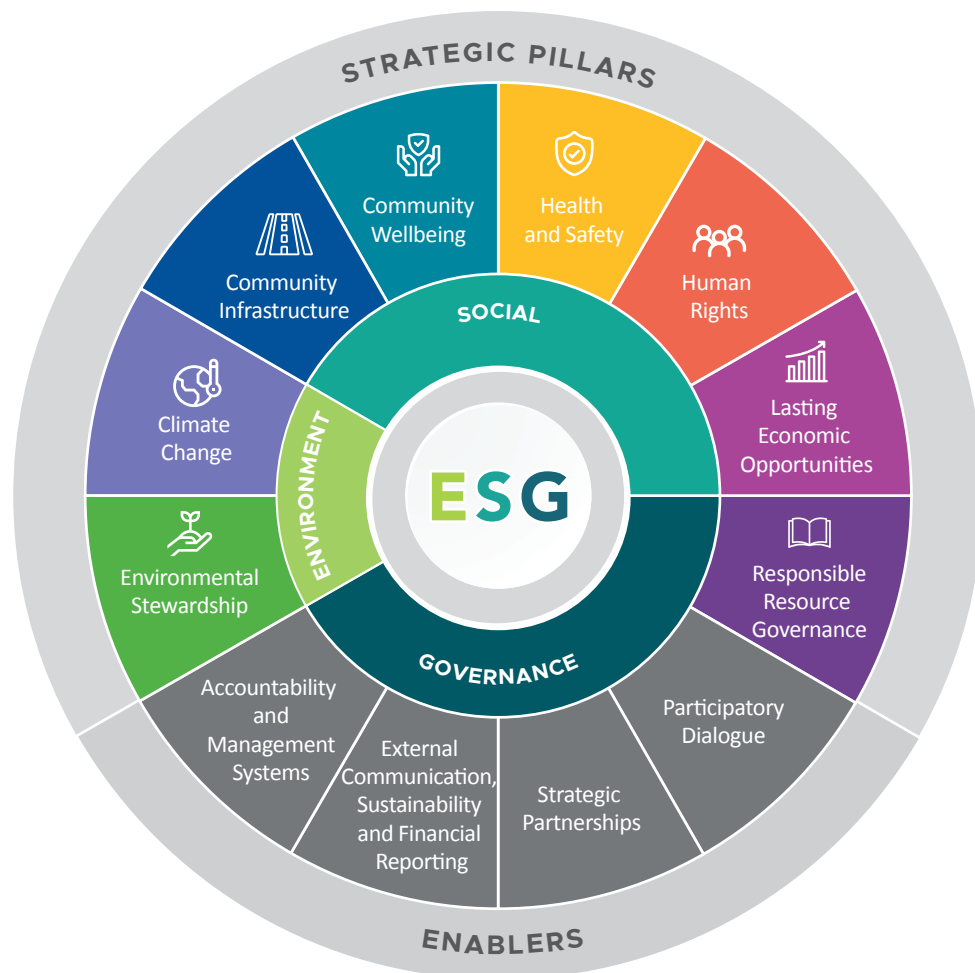 STRATEGIC PILLARS
Community
Wellbeing
Health
and Safety
Community
Infrastructure
Human
Rights
SOCIAL
Climate
Change
Lasting
Economic
Opportunities
ENVIRONMENT
ESG
Environmental
Stewardship
Responsible
Resource
Governance
GOVERNANCE
Accountability
and
Management
Systems
External
Communication,
Sustainability
and Financial
Reporting
Strategic
Partnerships
Participatory
Dialogue
ENABLERS